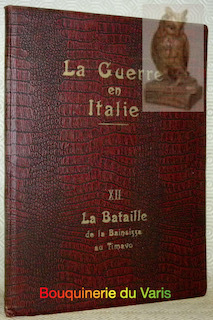 La Guerre
en
Italie
XII
La Bataille
de la Bainsizza
au Timavo
Bouquinerie du Varis